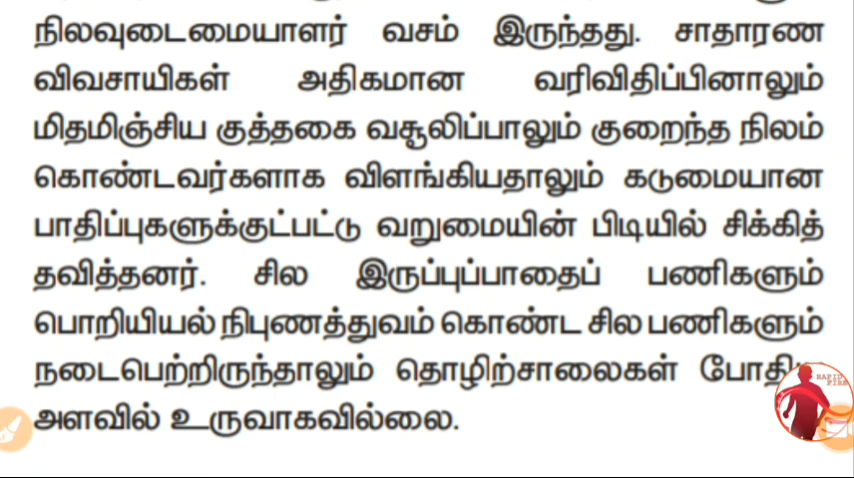 நிலவுடைமையாளர் வசம் இருந்தது. சாதாரண
விவசாயிகள் அதிகமான வரிவிதிப்பினாலும்
மிதமிஞ்சிய குத்தகை வசூலிப்பாலும் குறைந்த நிலம்
கொண்டவர்களாக விளங்கியதாலும் கடுமையான
பாதிப்புகளுக்குட்பட்டு வறுமையின் பிடியில் சிக்கித்
தவித்தனர். சில இருப்புப்பாதைப் பணிகளும்
பொறியியல் நிபுணத்துவம் கொண்ட சில பணிகளும்
நடைபெற்றிருந்தாலும் தொழிற்சாலைகள்
அளவில் உருவாகவில்லை.
RAPID
FIRE